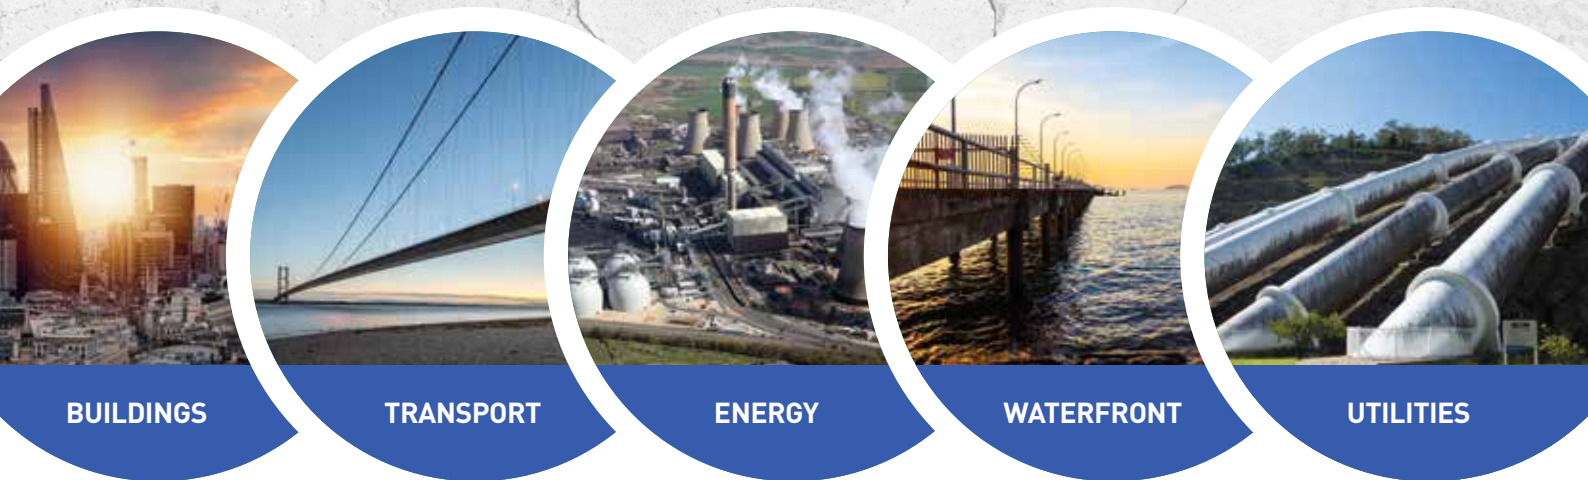 BUILDINGS
TRANSPORT
ENERGY
WATERFRONT
UTILITIES